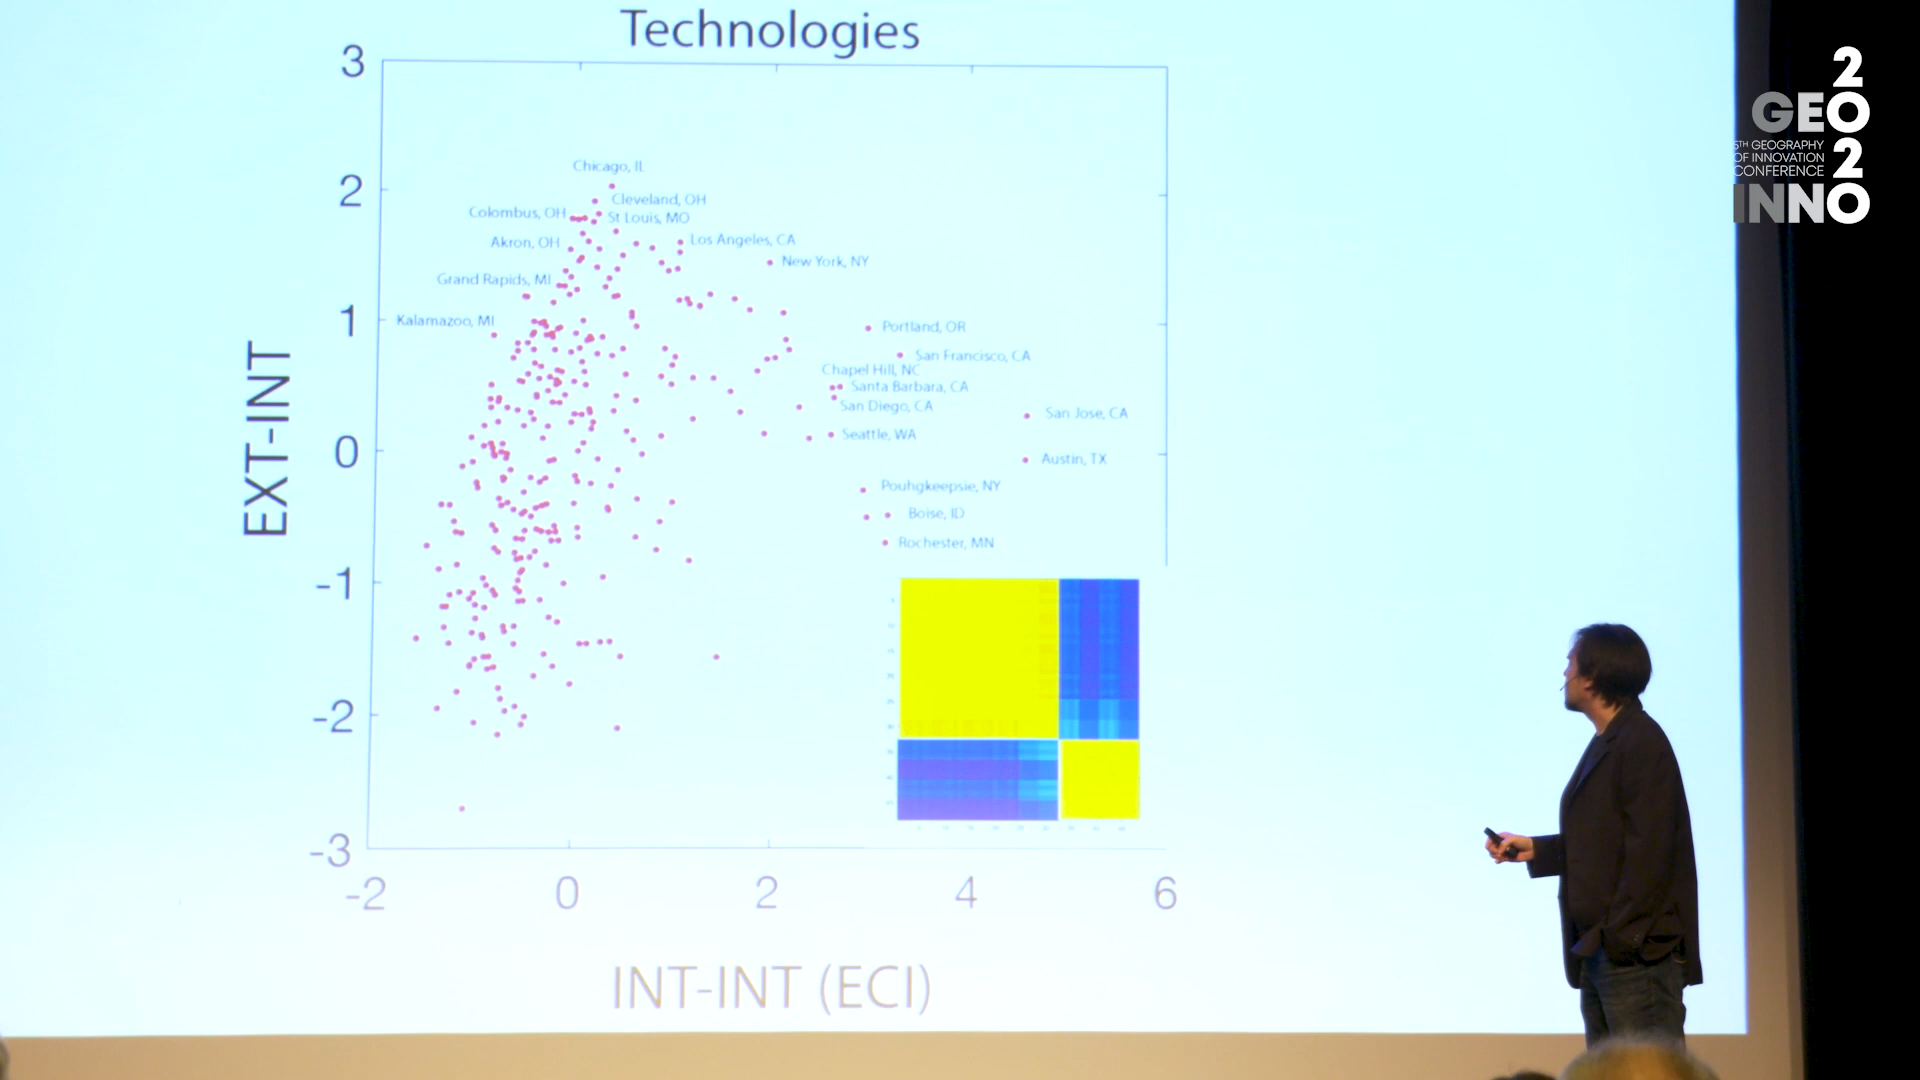 Technologies
3
2
1
0
-1
-2
-3
EXT-INT
Chicago, IL
Cleveland, OH
Colombus, OH
St Louis, MO
Akron, OH
Los Angeles, CA
New York, NY
Grand Rapids, MI
Kalamazoo, MI
Portland, OR
San Francisco, CA
Chapel Hill, NC
Santa Barbara, CA
San Diego, CA
San Jose, CA
Seattle, WA
Austin, TX
Pouhgkeepsie, NY
Boise, ID
Rochester, MN
-2 0 2 4 6
INT-INT (ECI)
2
GEO
5TH GEOGRAPHY
OF INNOVATION
CONFERENCE
2
INNO